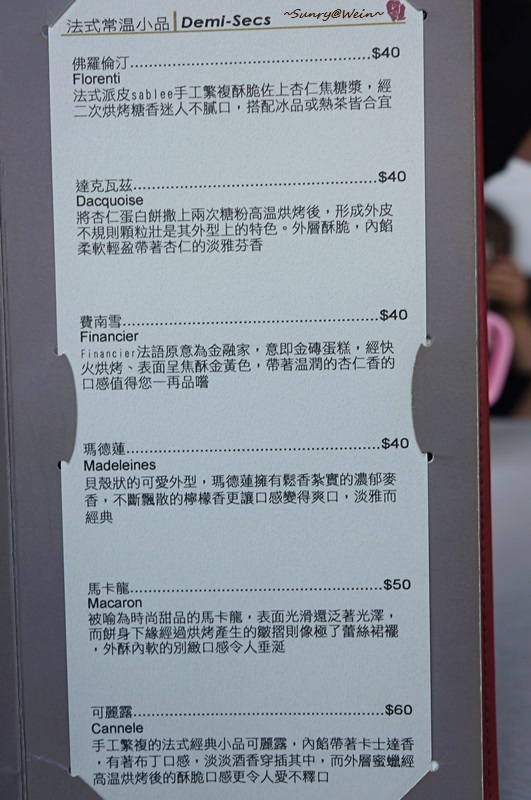 ~Sunry@Wein~
法式常温小品 Demi-Secs
佛羅倫汀........................................$40
Florenti
法式派皮sablee手工繁複酥脆佐上杏仁焦糖漿，經
二次烘烤糖香迷人不膩口，搭配冰品或熱茶皆合宜
達克瓦茲........................................$40
Dacquoise
將杏仁蛋白餅撒上兩次糖粉高温烘烤後，形成外皮
不規則顆粒壯是其外型上的特色。外層酥脆，內餡
柔軟輕盈帶著杏仁的淡雅芬香
費南雪..........................................$40
Financier
Financier法語原意為金融家，意即金磚蛋糕，經快
火烘烤、表面呈焦酥金黃色，帶著温潤的杏仁香的
口感值得您一再品嚐
瑪德蓮..........................................$40
Madeleines
貝殼狀的可愛外型，瑪德蓮擁有鬆香紮實的濃郁麥
香，不斷飄散的檸檬香更讓口感變得爽口，淡雅而
經典
馬卡龍..........................................$50
Macaron
被喻為時尚甜品的馬卡龍，表面光滑還泛著光澤，
而餅身下緣經過烘烤產生的皺摺則像極了蕾絲裙襬
，外酥內軟的別緻口感令人垂涎
可麗露..........................................$60
Cannele
手工繁複的法式經典小品可麗露，內餡帶著卡士達香
，有著布丁口感，淡淡酒香穿插其中，而外層蜜蠟經
高温烘烤後的酥脆口感更令人愛不釋口